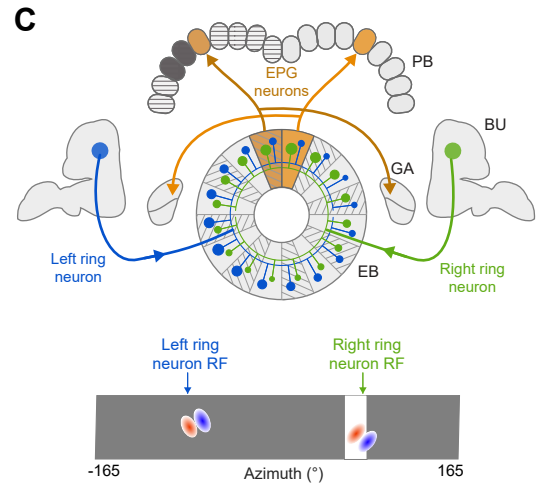 C
PB
EPG
neurons
BU
GA
Left ring
neuron
EB
Right ring
neuron
Left ring
neuron RF
Right ring
neuron RF
-165
Azimuth (°)
165